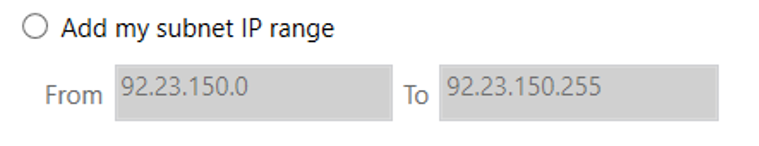 Add my subnet IP range
From 92.23.150.0 To 92.23.150.255